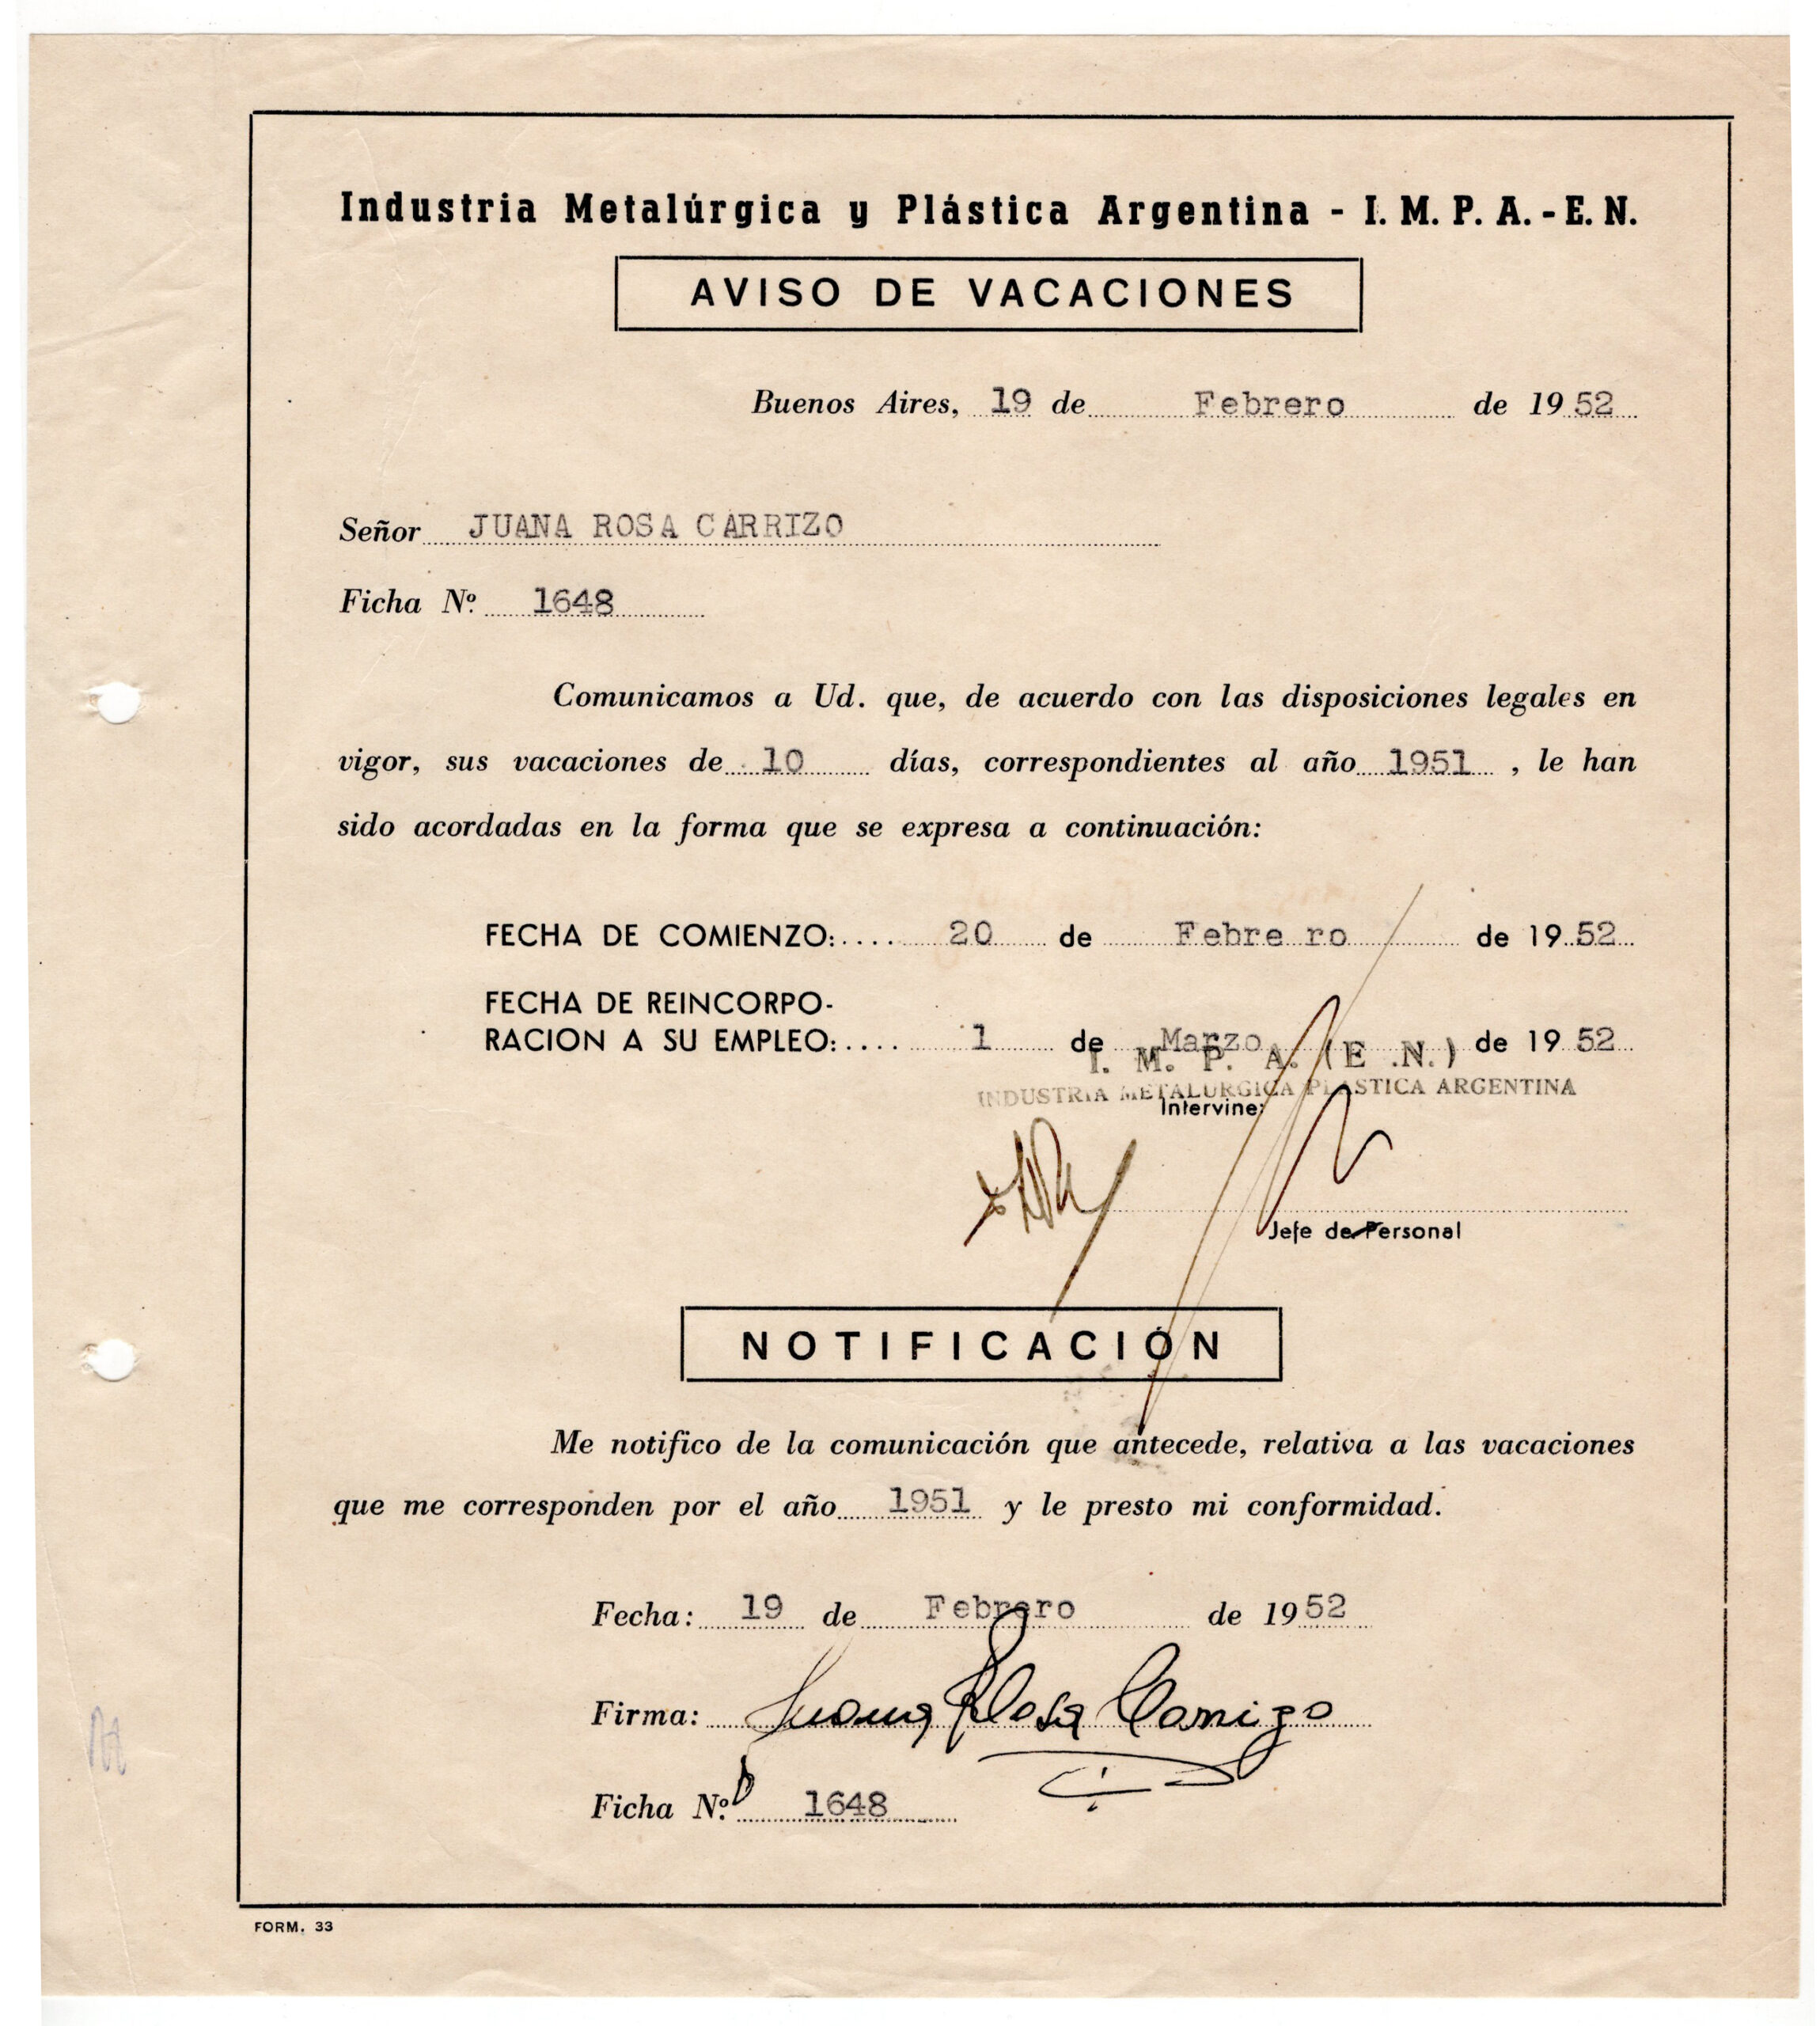 Industria Metalúrgica y Plástica Argentina - I. M. P. A. - E. N.
AVISO DE VACACIONES
Buenos Aires, 19 de Febrero de 1952
Señor JUANA ROSA CARRIZO
Ficha Nº 1648
Comunicamos a Ud. que, de acuerdo con las disposiciones legales en
vigor, sus vacaciones de 10 días, correspondientes al año 1951, le han
sido acordadas en la forma que se expresa a continuación:
FECHA DE COMIENZO:.... 20 de Febrero de 1952
FECHA DE REINCORPO-
RACION A SU EMPLEO:.... 1 de Marzo de 1952
I. M. P. A. (E .N.)
INDUSTRIA METALURGICA PLASTICA ARGENTINA
Intervine:
Jefe de Personal
NOTIFICACIÓN
Me notifico de la comunicación que antecede, relativa a las vacaciones
que me corresponden por el año 1951 y le presto mi conformidad.
Fecha: 19 de Febrero de 1952
Firma: Juana Rosa Carrizo
Ficha Nº 1648
FORM. 33